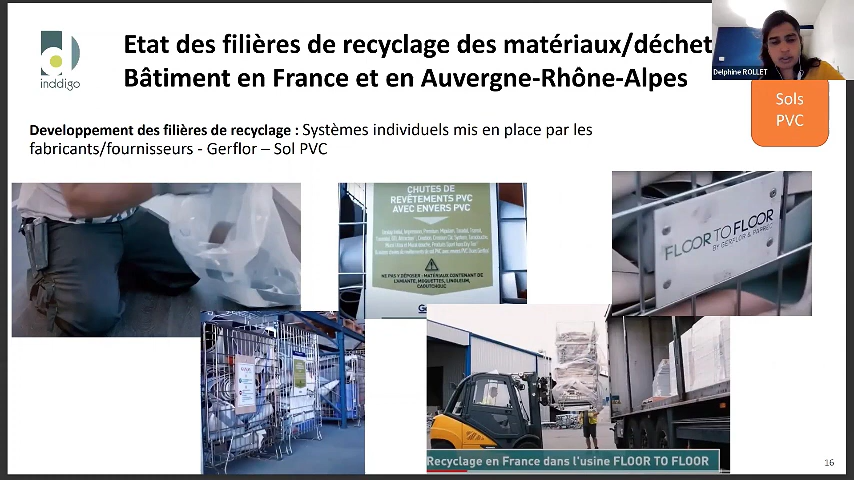 inddigo
Etat des filières de recyclage des matériaux/déchet
Bâtiment en France et en Auvergne-Rhône-Alpes
Delphine ROLLET
Sols
PVC
Developpement des filières de recyclage : Systèmes individuels mis en place par les
fabricants/fournisseurs - Gerflor – Sol PVC
CHUTES DE
REVÊTEMENTS PVC
AVEC ENVERS PVC
NE PAS Y DÉPOSER : MATÉRIAUX CONTENANT DE
L'AMIANTE, MOQUETTES, LINOLEUM,
CAOUTCHOUC
FLOOR TO FLOOR
BY GERFLOR & PAPREC
Recyclage en France dans l'usine FLOOR TO FLOOR
16